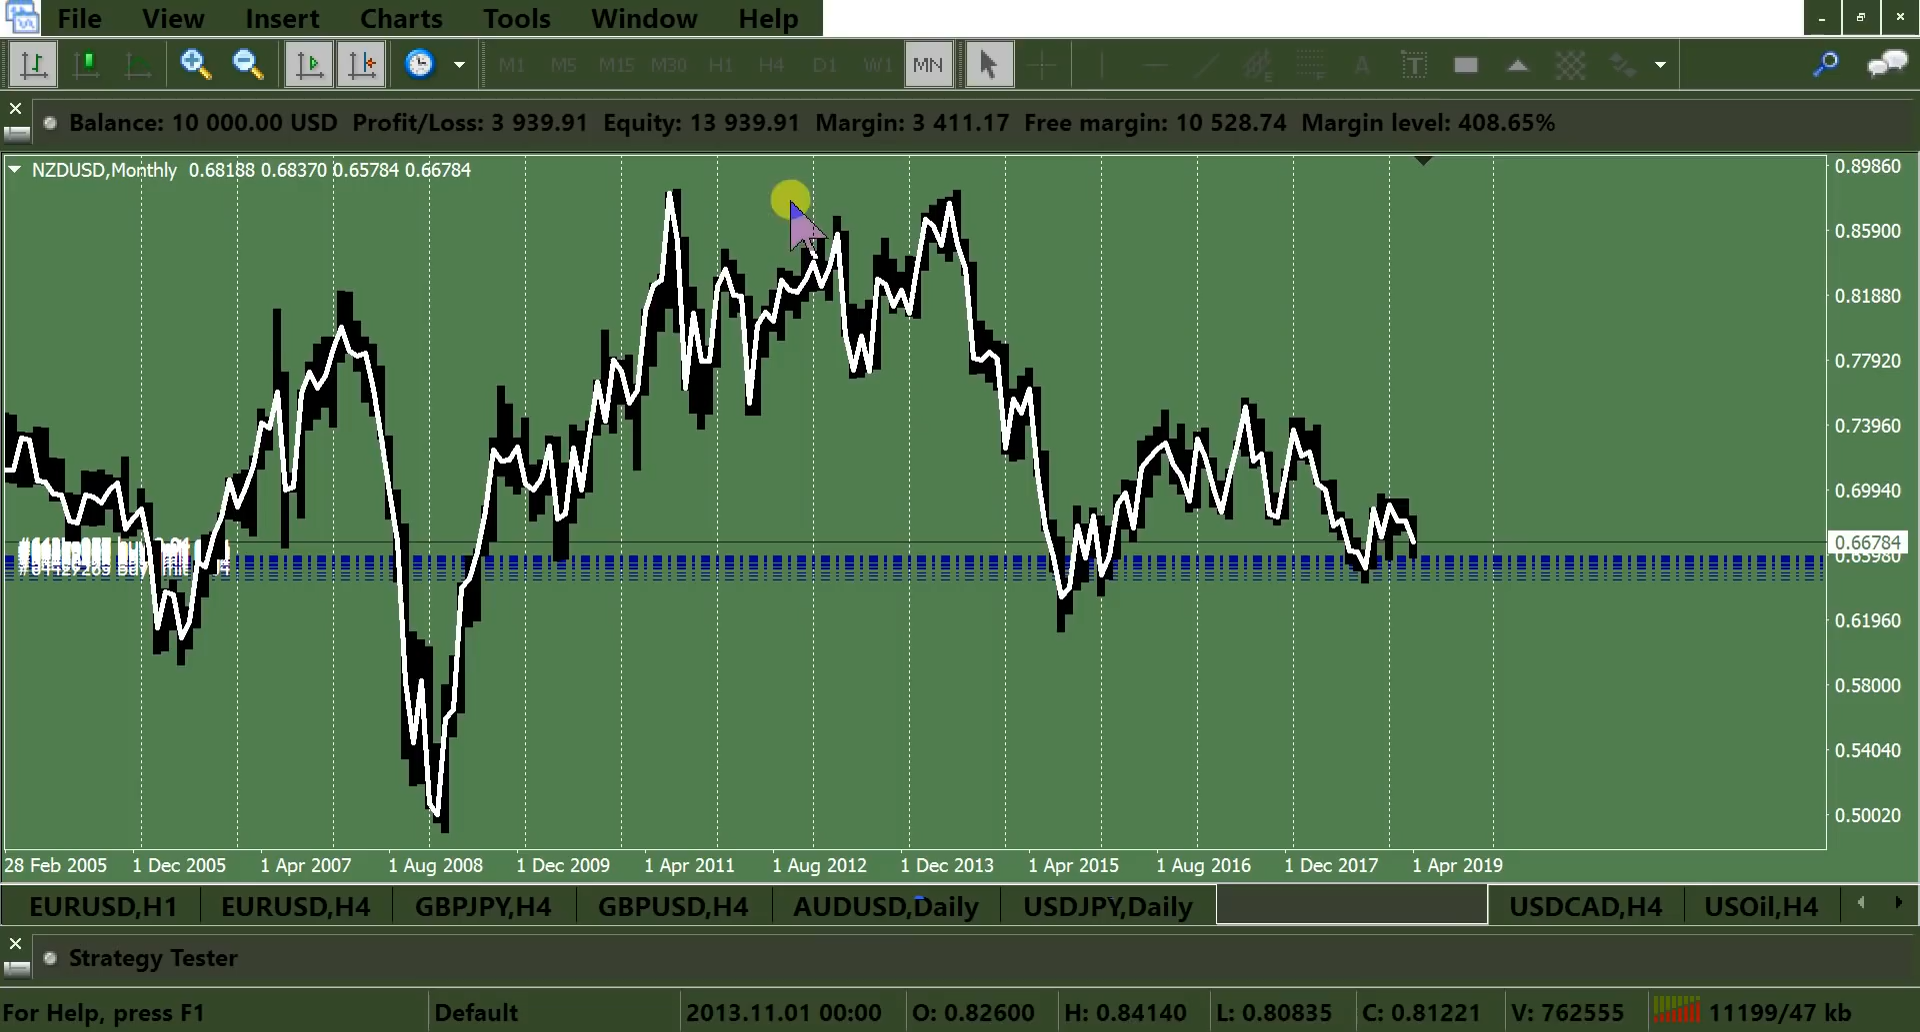 File View Insert Charts Tools Window Help
M1 M5 M15 M30 H1 H4 D1 W1 MN
Balance: 10 000.00 USD Profit/Loss: 3 939.91 Equity: 13 939.91 Margin: 3 411.17 Free margin: 10 528.74 Margin level: 408.65%
NZDUSD,Monthly 0.68188 0.68370 0.65784 0.66784
0.89860
0.85900
0.81880
0.77920
0.73960
0.69940
0.66784
0.61960
0.58000
0.54040
0.50020
28 Feb 2005 1 Dec 2005 1 Apr 2007 1 Aug 2008 1 Dec 2009 1 Apr 2011 1 Aug 2012 1 Dec 2013 1 Apr 2015 1 Aug 2016 1 Dec 2017 1 Apr 2019
EURUSD,H1 EURUSD,H4 GBPJPY,H4 GBPUSD,H4 AUDUSD,Daily USDJPY,Daily USDCAD,H4 USOil,H4
Strategy Tester
For Help, press F1 Default 2013.11.01 00:00 O: 0.82600 H: 0.84140 L: 0.80835 C: 0.81221 V: 762555 11199/47 kb